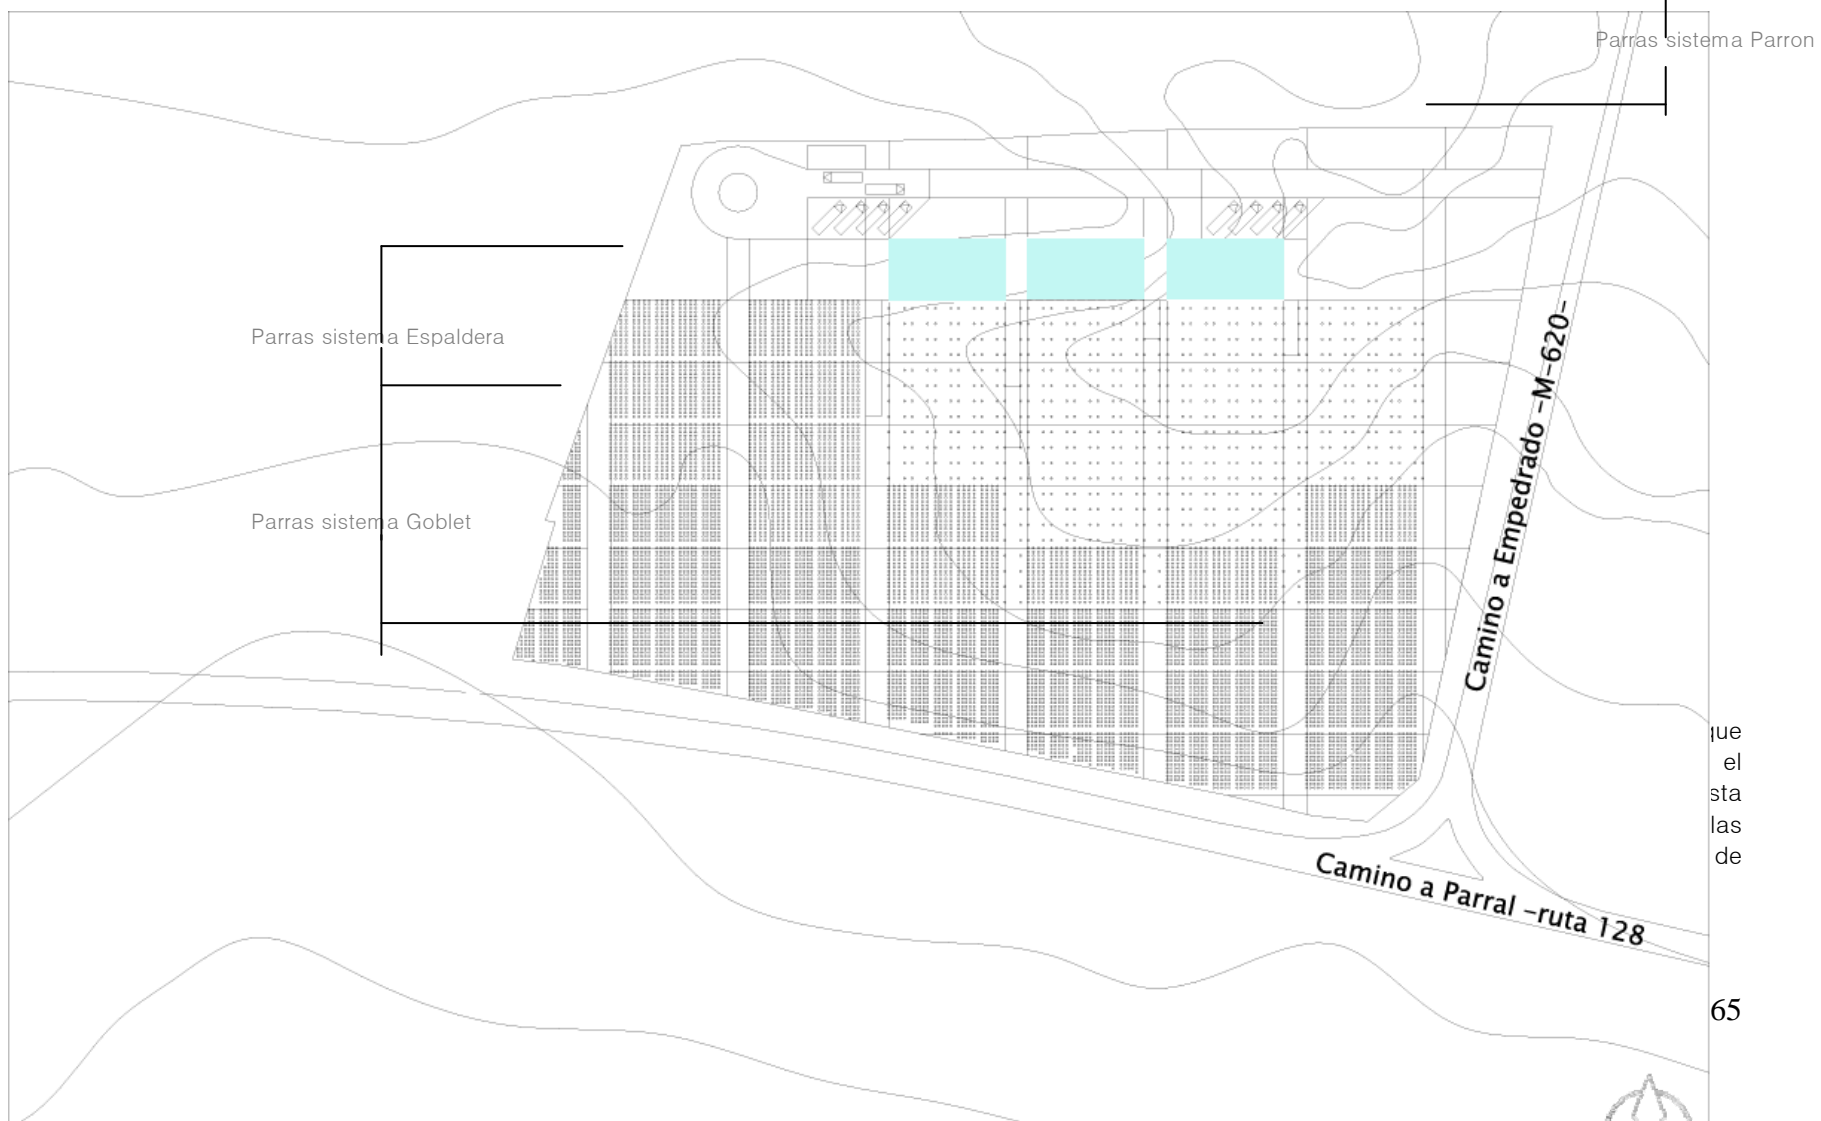 Parras sistema Parron
Parras sistema Espaldera
Camino a Empedrado -M-620-
Parras sistema Goblet
que
el
sta
las
de
Camino a Parral -ruta 128
65